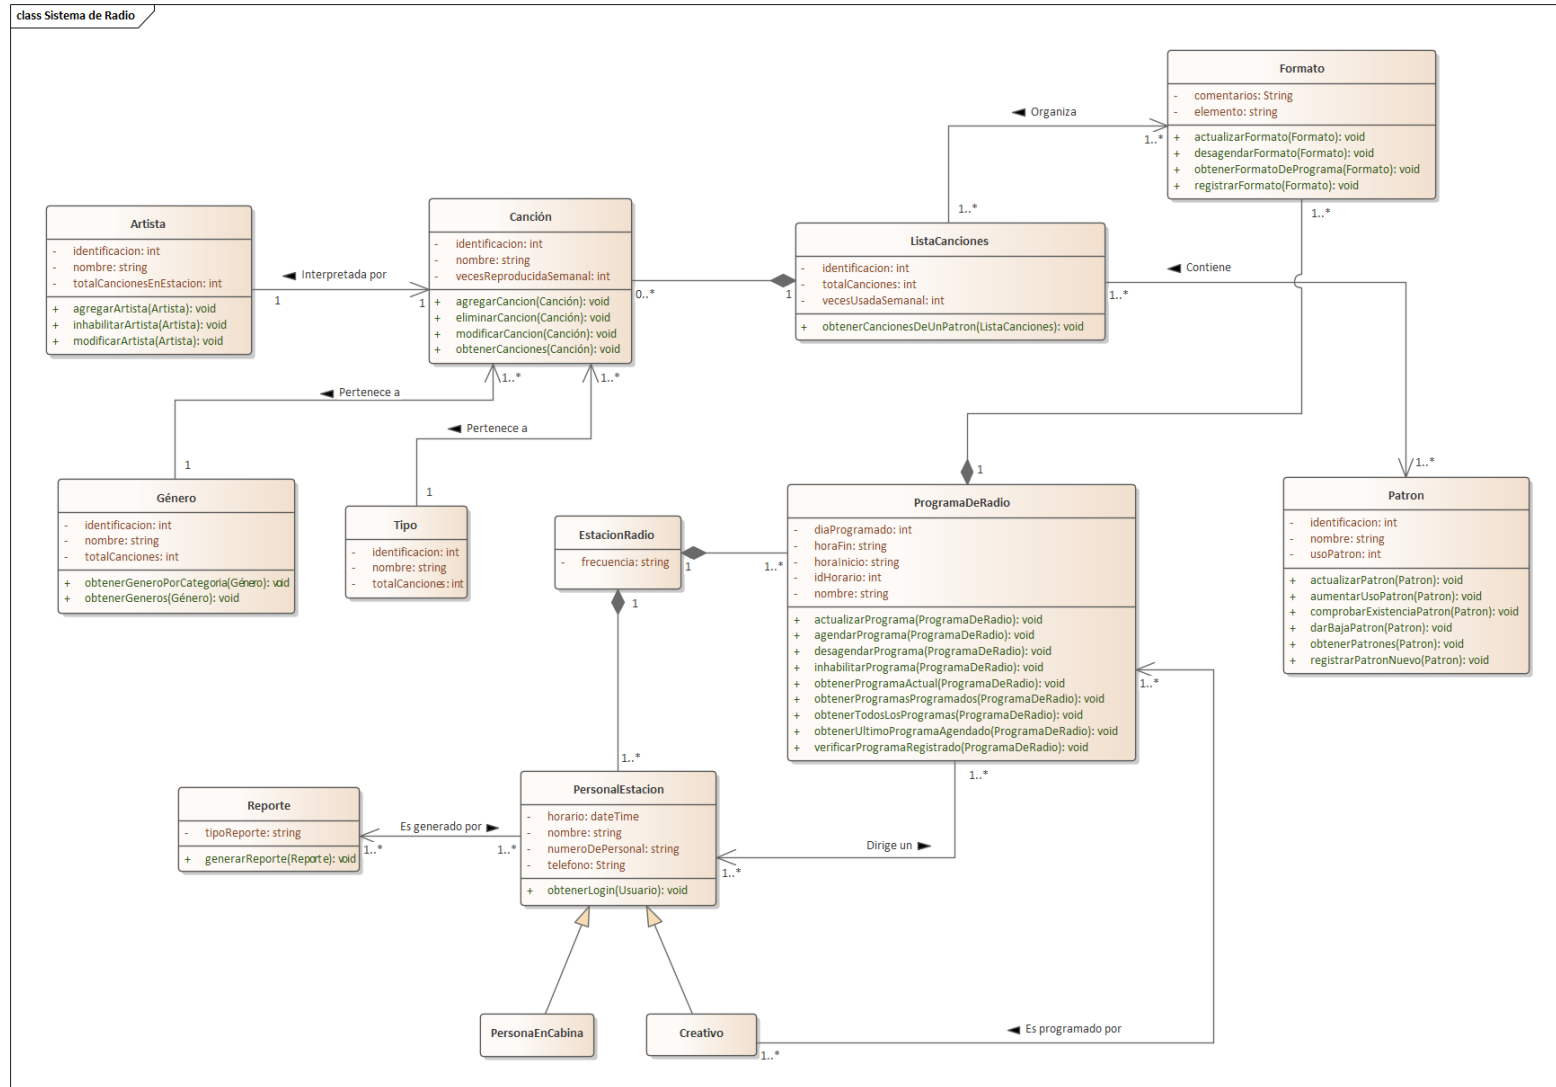 class Sistema de Radio
Formato
- comentarios: String
- elemento: string
+ actualizarFormato(Formato): void
+ desagendarFormato(Formato): void
+ obtenerFormatoDePrograma(Formato): void
+ registrarFormato(Formato): void
Organiza
1..*
1..*
1..*
Artista
- identificacion: int
- nombre: string
- totalCancionesEnEstacion: int
+ agregarArtista(Artista): void
+ inhabilitarArtista(Artista): void
+ modificarArtista(Artista): void
Interpretada por
1
1
Canción
- identificacion: int
- nombre: string
- vecesReproducidaSemanal: int
+ agregarCancion(Canción): void
+ eliminarCancion(Canción): void
+ modificarCancion(Canción): void
+ obtenerCanciones(Canción): void
0..*
1
ListaCanciones
- identificacion: int
- totalCanciones: int
- vecesUsadaSemanal: int
+ obtenerCancionesDeUnPatron(ListaCanciones): void
Contiene
1..*
1..*
1..*
1..*
Pertenece a
Pertenece a
1
1
Género
- identificacion: int
- nombre: string
- totalCanciones: int
+ obtenerGeneroPorCategoria(Género): void
+ obtenerGeneros(Género): void
Tipo
- identificacion: int
- nombre: string
- totalCanciones: int
EstacionRadio
- frecuencia: string
1
1..*
1
1
ProgramaDeRadio
- diaProgramado: int
- horaFin: string
- horaInicio: string
- idHorario: int
- nombre: string
+ actualizarPrograma(ProgramaDeRadio): void
+ agendarPrograma(ProgramaDeRadio): void
+ desagendarPrograma(ProgramaDeRadio): void
+ inhabilitarPrograma(ProgramaDeRadio): void
+ obtenerProgramaActual(ProgramaDeRadio): void
+ obtenerProgramasProgramados(ProgramaDeRadio): void
+ obtenerTodosLosProgramas(ProgramaDeRadio): void
+ obtenerUltimoProgramaAgendado(ProgramaDeRadio): void
+ verificarProgramaRegistrado(ProgramaDeRadio): void
1..*
1..*
Patron
- identificacion: int
- nombre: string
- usoPatron: int
+ actualizarPatron(Patron): void
+ aumentarUsoPatron(Patron): void
+ comprobarExistenciaPatron(Patron): void
+ darBajaPatron(Patron): void
+ obtenerPatrones(Patron): void
+ registrarPatronNuevo(Patron): void
1..*
Reporte
- tipoReporte: string
+ generarReporte(Reporte): void
Es generado por
1..*
1..*
PersonalEstacion
- horario: dateTime
- nombre: string
- numeroDePersonal: string
- telefono: String
+ obtenerLogin(Usuario): void
Dirige un
1..*
PersonaEnCabina
Creativo
1..*
Es programado por